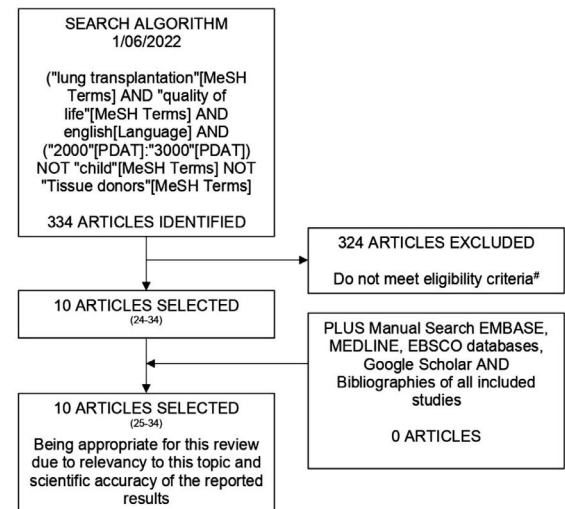 SEARCH ALGORITHM
1/06/2022
("lung transplantation"[MeSH
Terms] AND "quality of
life"[MeSH Terms] AND
english[Language] AND
("2000"[PDAT]:"3000"[PDAT])
NOT "child"[MeSH Terms] NOT
"Tissue donors"[MeSH Terms]
334 ARTICLES IDENTIFIED
324 ARTICLES EXCLUDED
Do not meet eligibility criteria#
10 ARTICLES SELECTED
(24-34)
PLUS Manual Search EMBASE,
MEDLINE, EBSCO databases,
Google Scholar AND
Bibliographies of all included
studies
0 ARTICLES
10 ARTICLES SELECTED
(25-34)
Being appropriate for this review
due to relevancy to this topic and
scientific accuracy of the reported
results